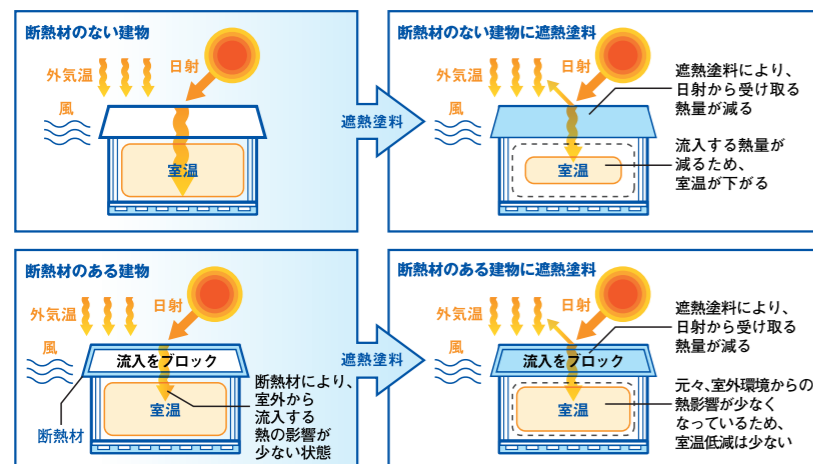 断熱材のない建物
外気温
日射
風
室温
遮熱塗料
断熱材のない建物に遮熱塗料
外気温
日射
風
室温
遮熱塗料により、
日射から受け取る
熱量が減る
流入する熱量が
減るため、
室温が下がる
断熱材のある建物
外気温
日射
風
流入をブロック
室温
断熱材
断熱材により、
室外から
流入する
熱の影響が
少ない状態
遮熱塗料
断熱材のある建物に遮熱塗料
外気温
日射
風
流入をブロック
室温
遮熱塗料により、
日射から受け取る
熱量が減る
元々、室外環境からの
熱影響が少なく
なっているため、
室温低減は少ない